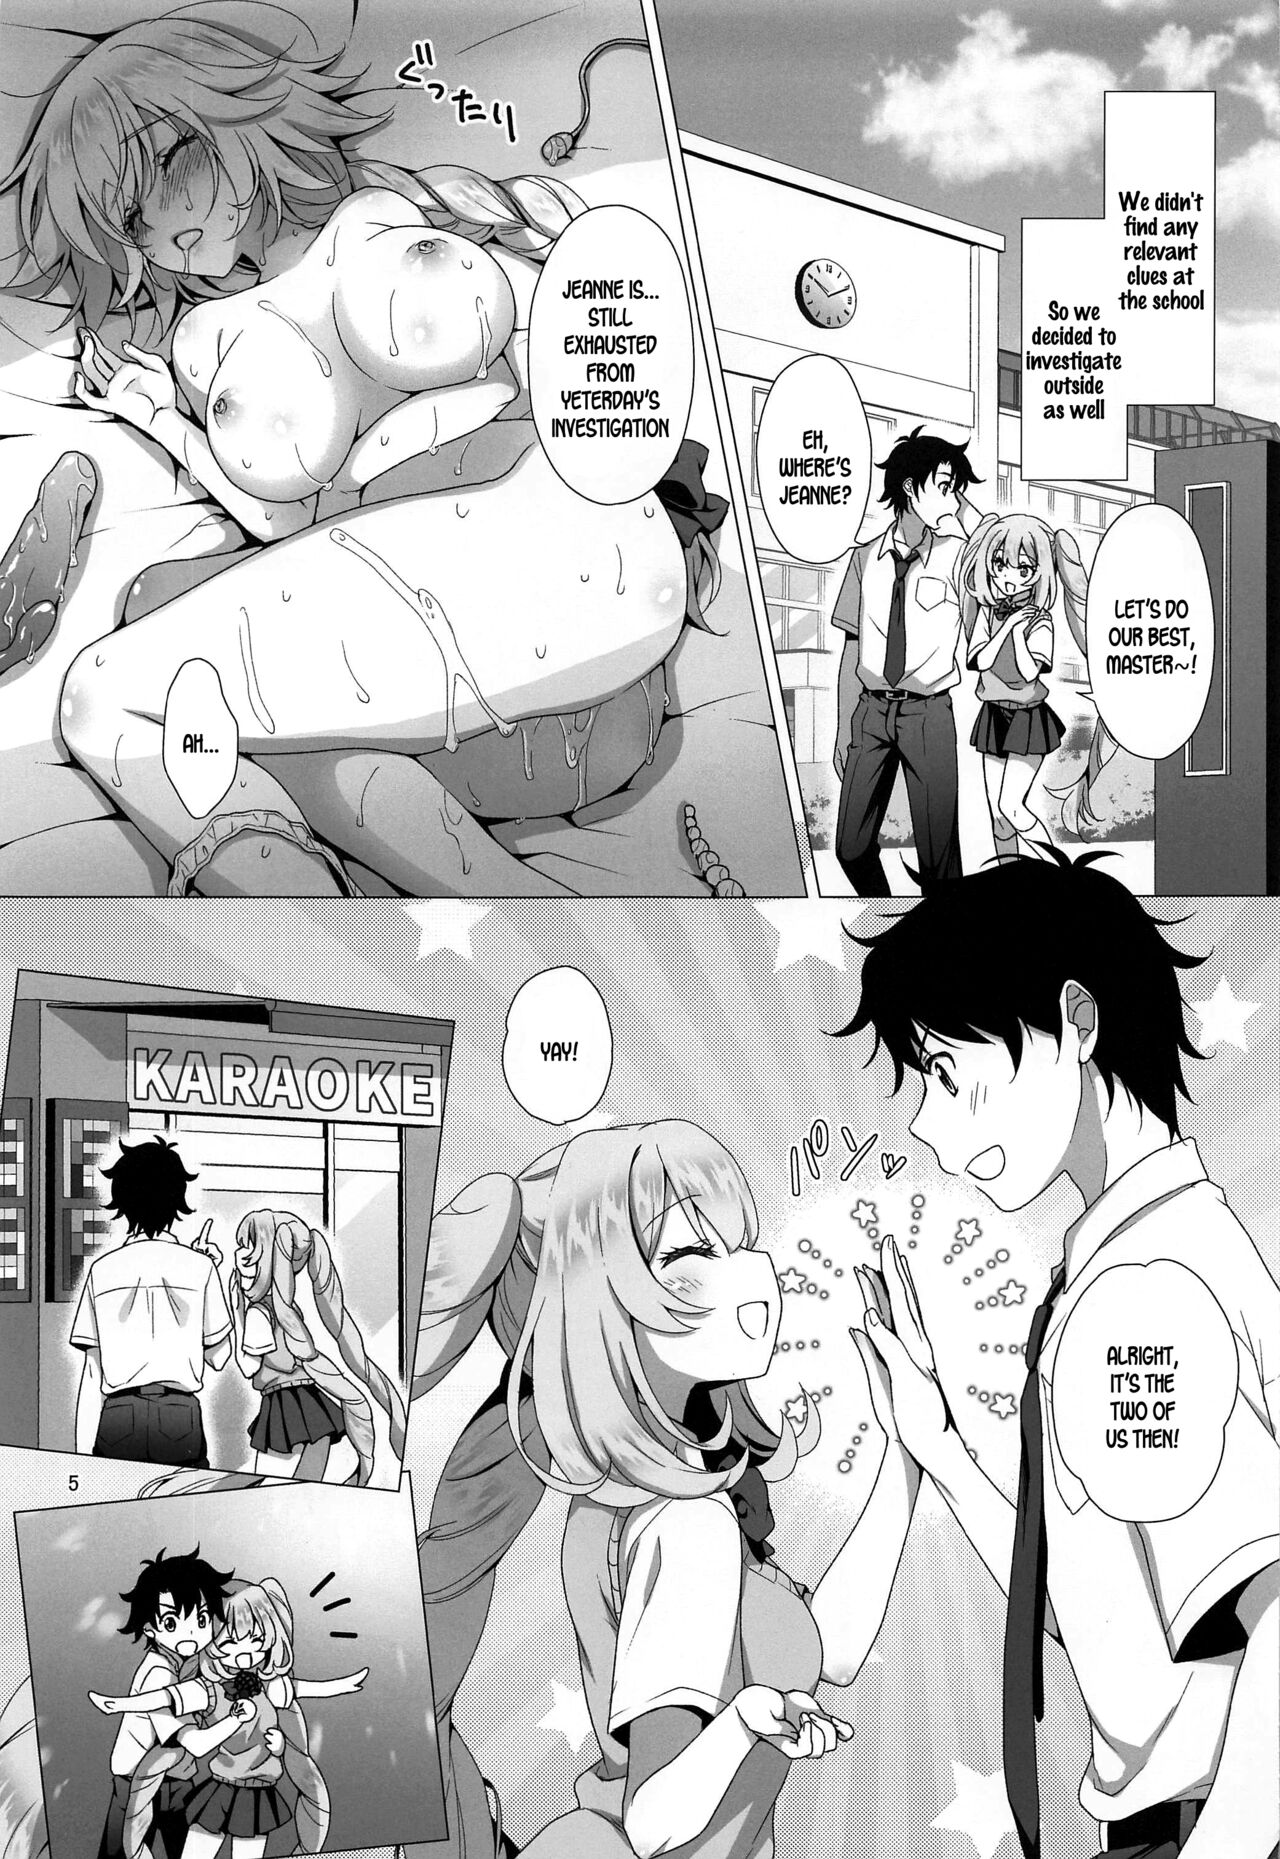 We didn't
find any
relevant
clues at
the school
So we
decided to
investigate
outside
as well
EH,
WHERE'S
JEANNE?
LET'S DO
OUR BEST,
MASTER~!
ぐったり
JEANNE IS...
STILL
EXHAUSTED
FROM
YETERDAY'S
INVESTIGATION
AH...
ALRIGHT,
IT'S THE
TWO OF
US THEN!
パンッ
YAY!
KARAOKE
5